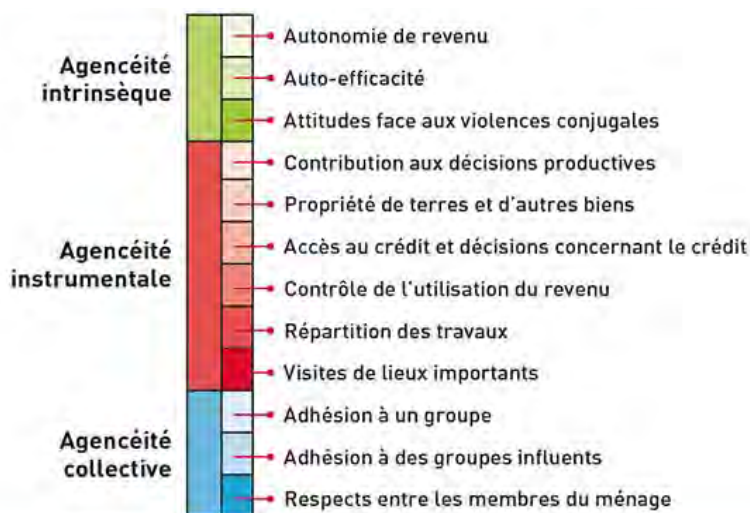 Agencéité
intrinsèque
Autonomie de revenu
Auto-efficacité
Attitudes face aux violences conjugales
Agencéité
instrumentale
Contribution aux décisions productives
Propriété de terres et d'autres biens
Accès au crédit et décisions concernant le crédit
Contrôle de l'utilisation du revenu
Répartition des travaux
Visites de lieux importants
Agencéité
collective
Adhésion à un groupe
Adhésion à des groupes influents
Respects entre les membres du ménage